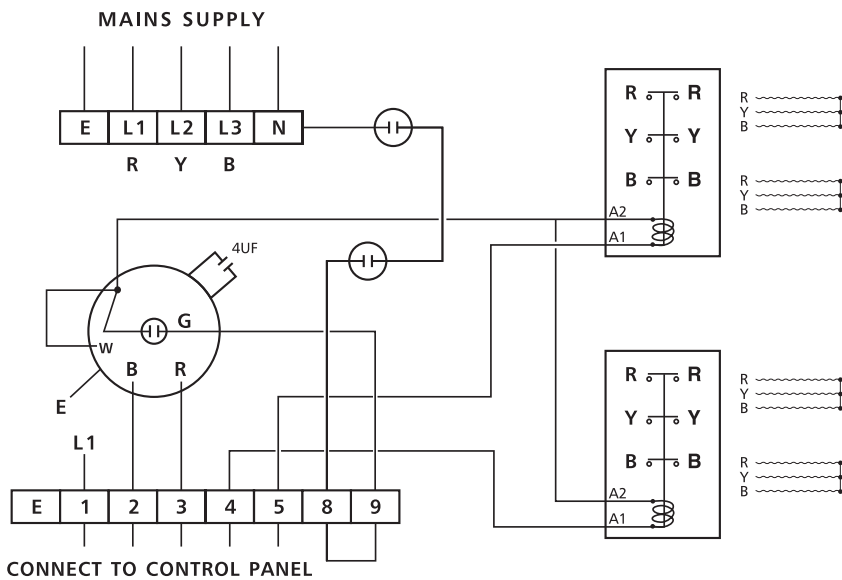 MAINS SUPPLY
E L1 L2 L3 N
R Y B
4UF
G
W
B R
E
L1
E 1 2 3 4 5 8 9
CONNECT TO CONTROL PANEL
R R
Y Y
B B
A2
A1
R
Y
B
R
Y
B
R R
Y Y
B B
A2
A1
R
Y
B
R
Y
B